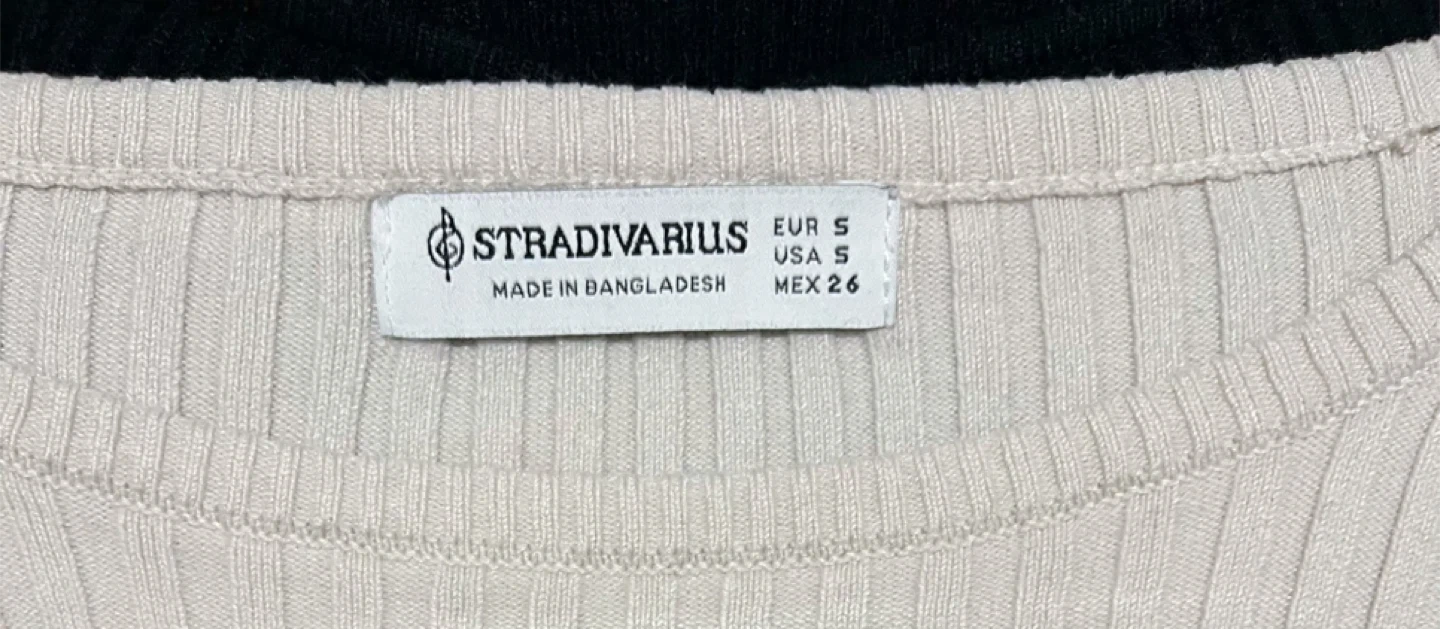 STRADIVARIUS
MADE IN BANGLADESH
EUR S
USA S
MEX 26